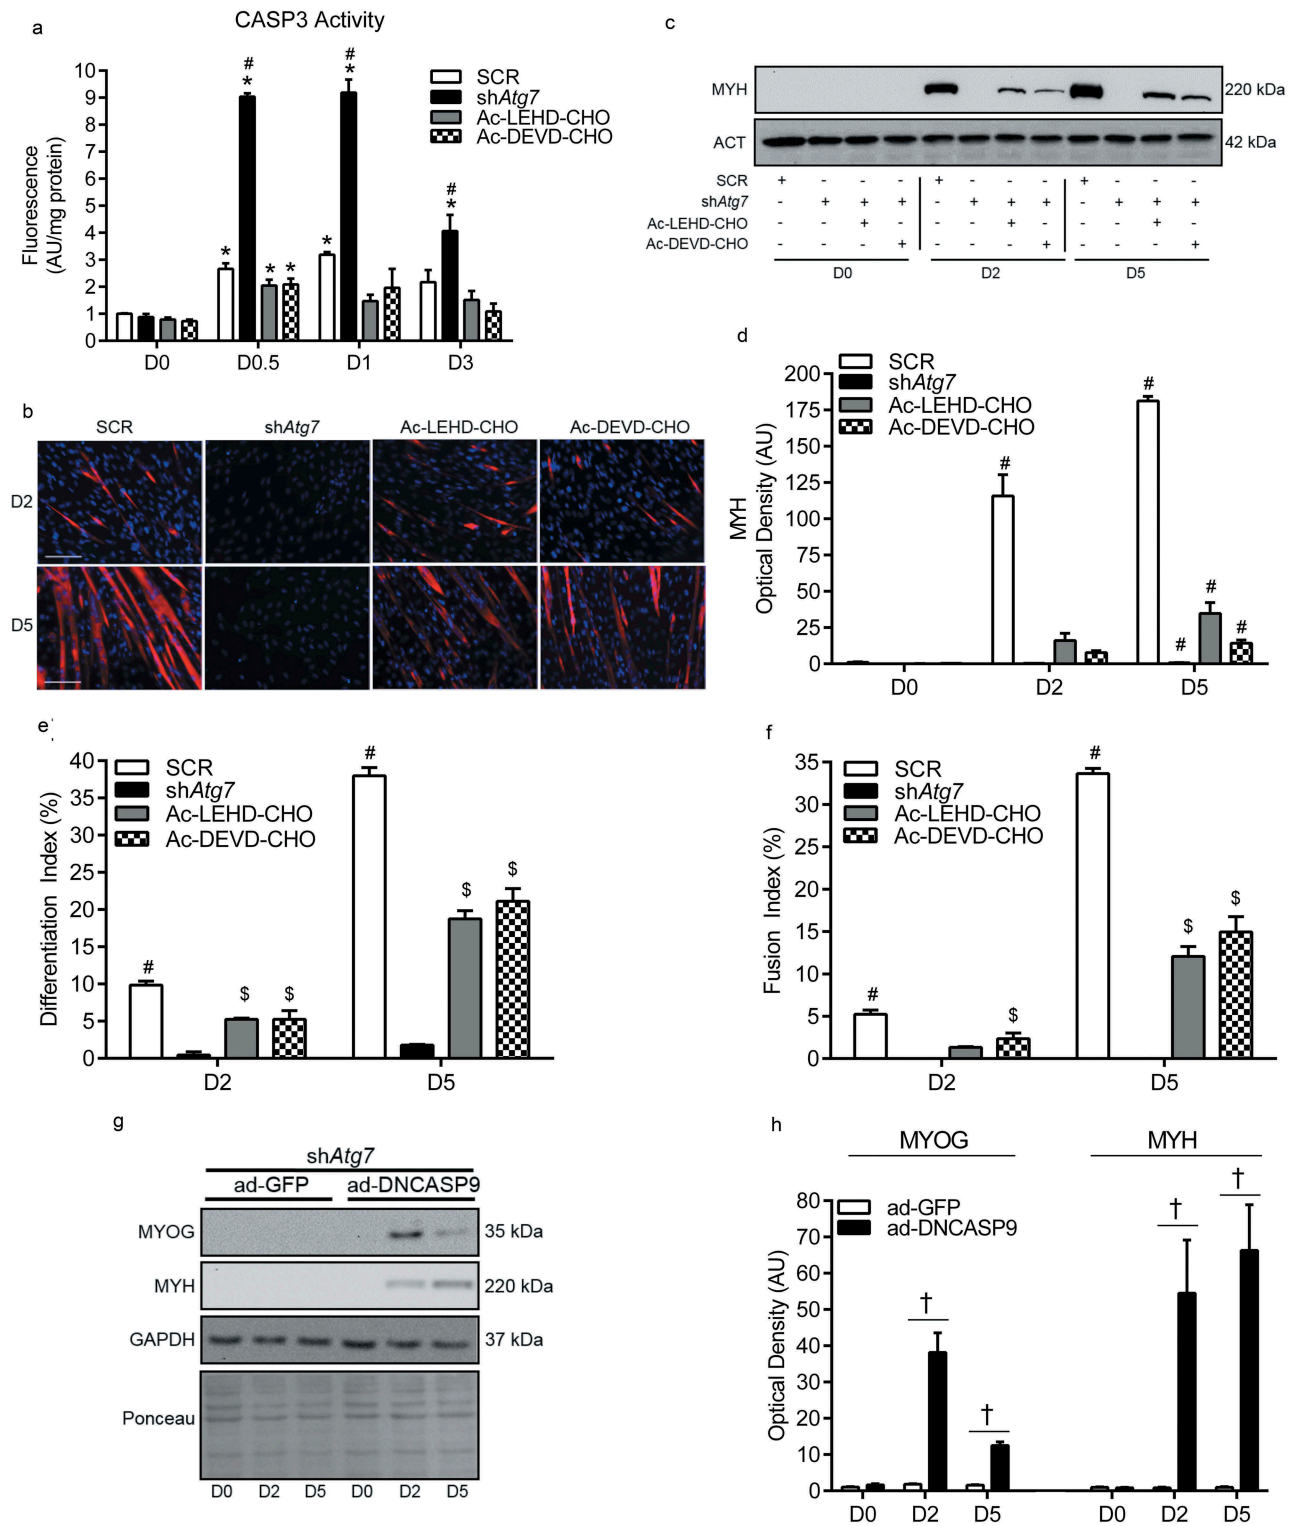 a
CASP3 Activity
Fluorescence
(AU/mg protein)
10
9
8
7
6
5
4
3
2
1
0
# # #
* * * * * * *
SCR
shAtg7
Ac-LEHD-CHO
Ac-DEVD-CHO
D0 D0.5 D1 D3
c
MYH 220 kDa
ACT 42 kDa
SCR + - - - + - - - + - - -
shAtg7 - + + + - + + + - + + +
Ac-LEHD-CHO - - + - - - + - - - + -
Ac-DEVD-CHO - - - + - - - + - - - +
D0 D2 D5
b
SCR shAtg7 Ac-LEHD-CHO Ac-DEVD-CHO
D2
D5
d
SCR
shAtg7
Ac-LEHD-CHO
Ac-DEVD-CHO
MYH
Optical Density (AU)
200
175
150
125
100
75
50
25
0
# # # # #
D0 D2 D5
e
SCR
shAtg7
Ac-LEHD-CHO
Ac-DEVD-CHO
Differentiation Index (%)
40
35
30
25
20
15
10
5
0
# $ $ # $ $
D2 D5
f
SCR
shAtg7
Ac-LEHD-CHO
Ac-DEVD-CHO
Fusion Index (%)
35
30
25
20
15
10
5
0
# $ # $ $
D2 D5
g
shAtg7
ad-GFP ad-DNCASP9
MYOG 35 kDa
MYH 220 kDa
GAPDH 37 kDa
Ponceau
D0 D2 D5 D0 D2 D5
h
MYOG MYH
ad-GFP
ad-DNCASP9
Optical Density (AU)
80
70
60
50
40
30
20
10
0
† † † †
D0 D2 D5 D0 D2 D5